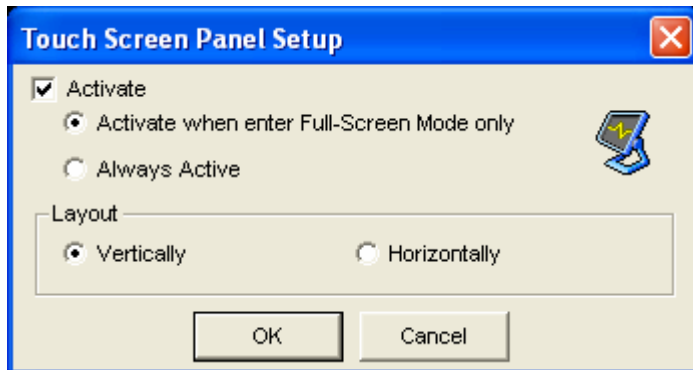 Touch Screen Panel Setup
Activate
Activate when enter Full-Screen Mode only
Always Active
Layout
Vertically Horizontally
OK Cancel